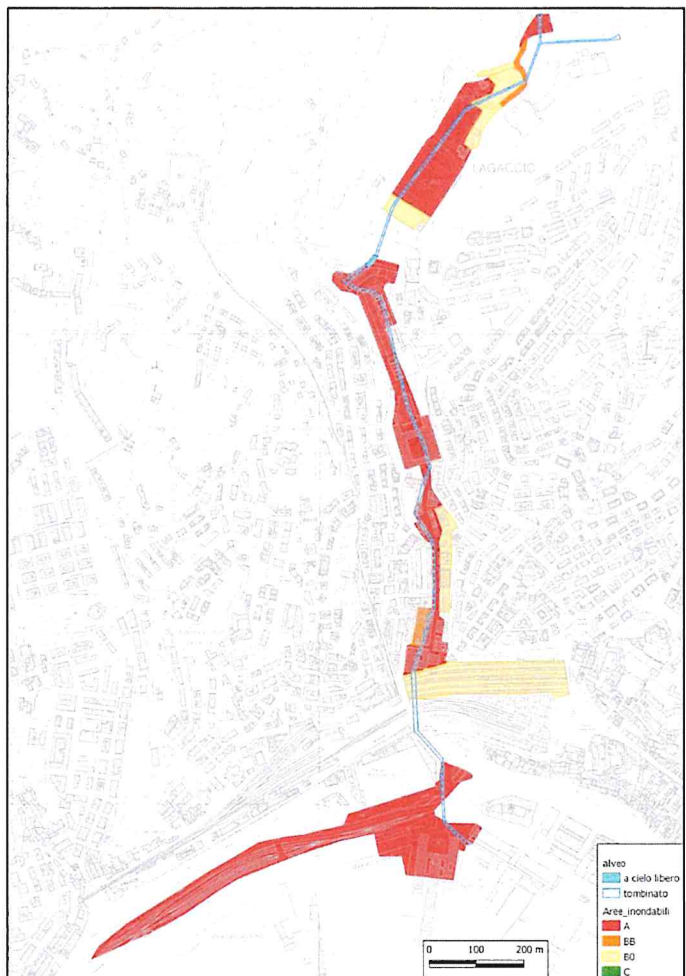 LAGACCIO
alveo
a cielo libero
tombinato
Aree_inondabili
A
BB
B0
C
0 100 200 m